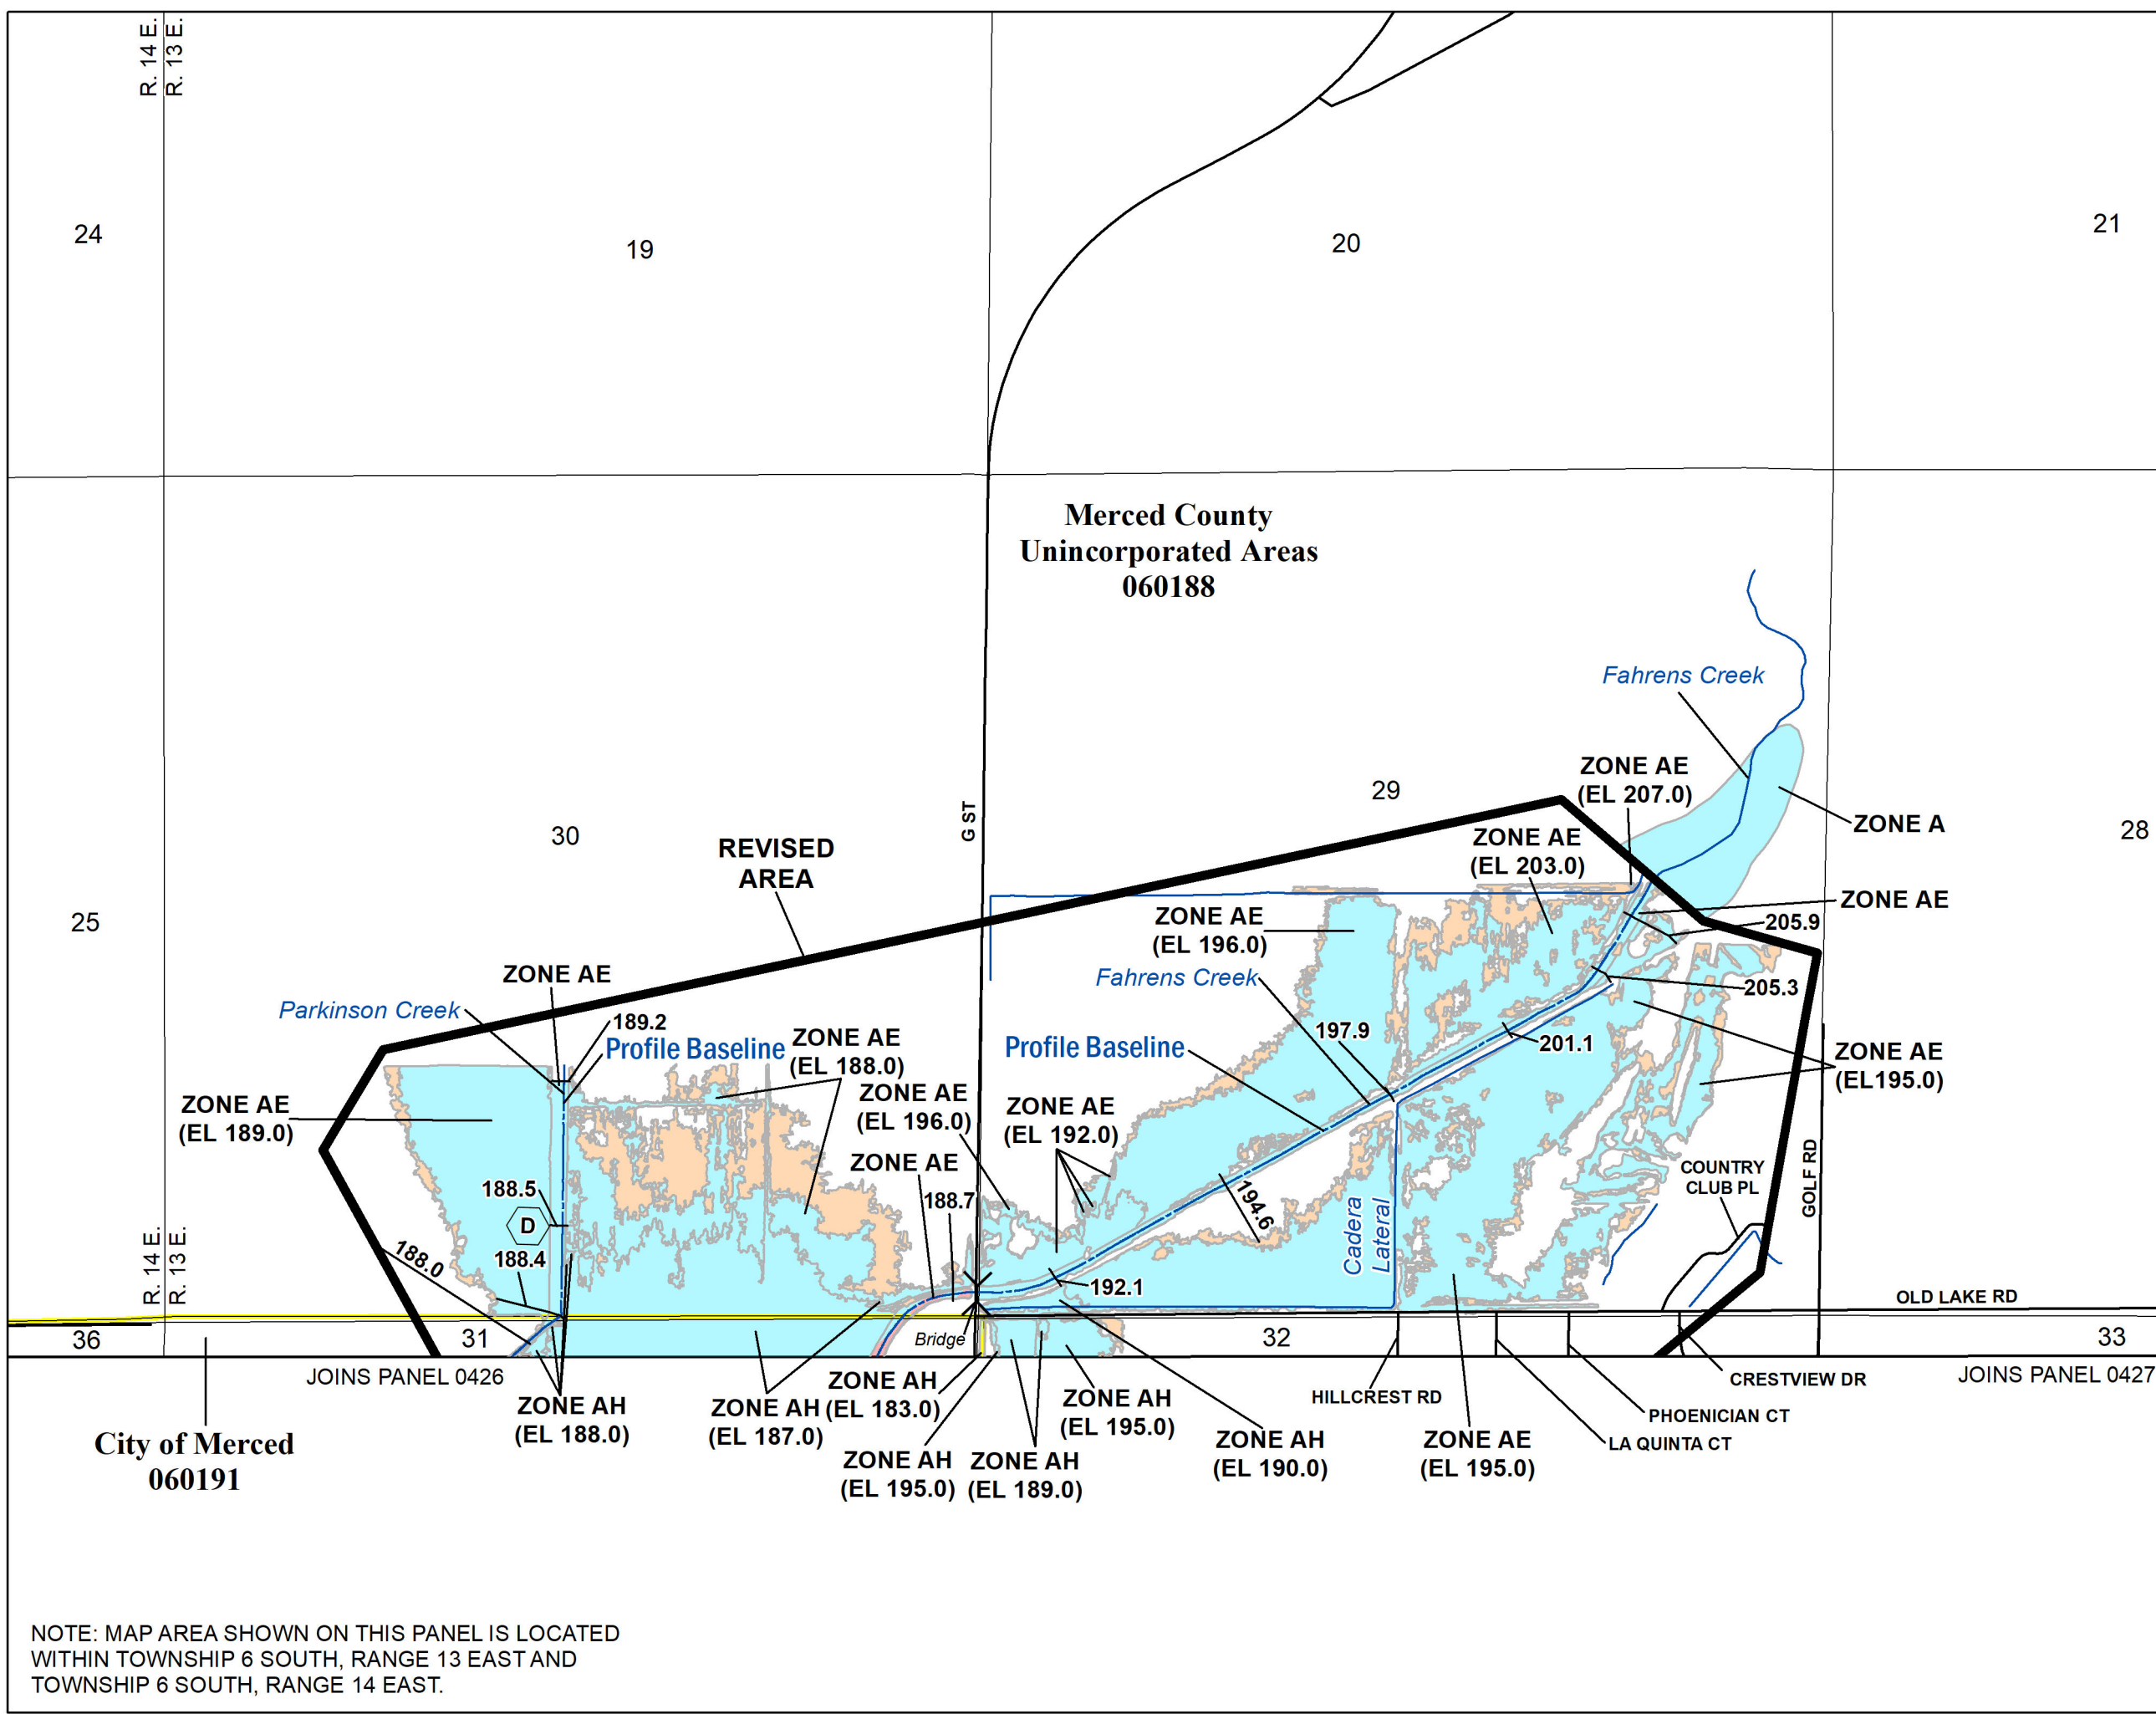 R. 14 E.
R. 13 E.
24
19
20
21
Merced County
Unincorporated Areas
060188
Fahrens Creek
ZONE AE
(EL 207.0)
29
ZONE A
28
30
REVISED
AREA
G ST
ZONE AE
(EL 203.0)
ZONE AE
205.9
25
ZONE AE
(EL 196.0)
Fahrens Creek
205.3
ZONE AE
Parkinson Creek
189.2
Profile Baseline
ZONE AE
(EL 188.0)
Profile Baseline
197.9
201.1
ZONE AE
(EL195.0)
ZONE AE
(EL 189.0)
ZONE AE
(EL 196.0)
ZONE AE
(EL 192.0)
ZONE AE
188.7
188.5
D
188.4
188.0
194.6
Cadera
Lateral
COUNTRY
CLUB PL
GOLF RD
R. 14 E.
R. 13 E.
192.1
OLD LAKE RD
36
31
Bridge
32
33
JOINS PANEL 0426
JOINS PANEL 0427
ZONE AH
(EL 188.0)
ZONE AH
(EL 187.0)
ZONE AH
(EL 183.0)
ZONE AH
(EL 195.0)
ZONE AH
(EL 189.0)
ZONE AH
(EL 195.0)
ZONE AH
(EL 190.0)
HILLCREST RD
ZONE AE
(EL 195.0)
CRESTVIEW DR
PHOENICIAN CT
LA QUINTA CT
City of Merced
060191
NOTE: MAP AREA SHOWN ON THIS PANEL IS LOCATED
WITHIN TOWNSHIP 6 SOUTH, RANGE 13 EAST AND
TOWNSHIP 6 SOUTH, RANGE 14 EAST.